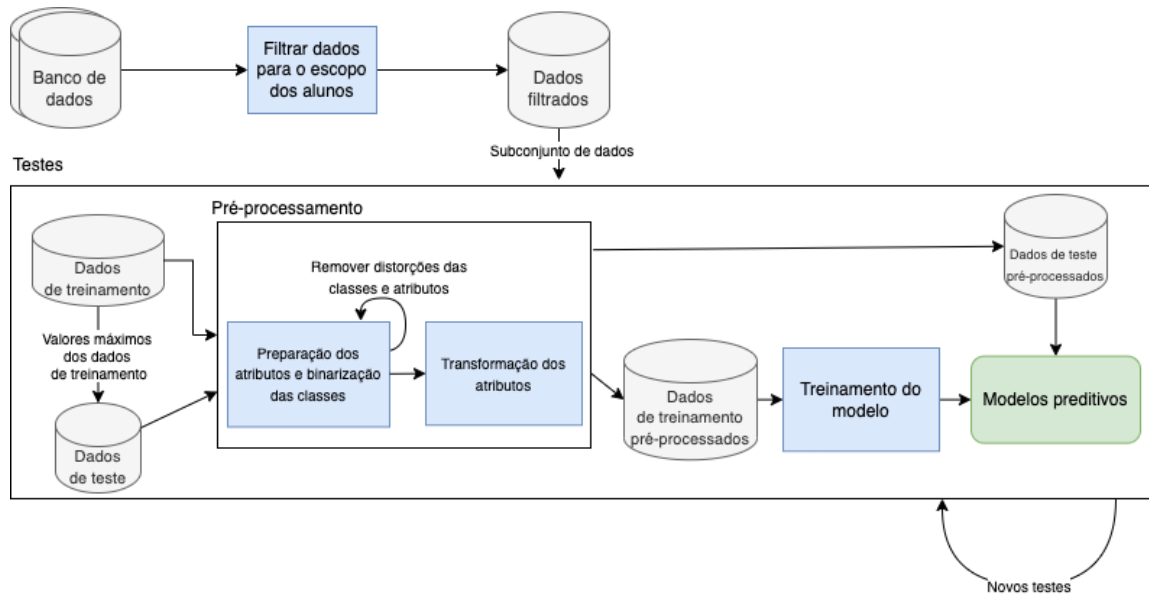 Banco de
dados
Filtrar dados
para o escopo
dos alunos
Dados
filtrados
Subconjunto de dados
Testes
Pré-processamento
Dados
de treinamento
Valores máximos
dos dados
de treinamento
Dados
de teste
Remover distorções das
classes e atributos
Preparação dos
atributos e binarização
das classes
Transformação dos
atributos
Dados
de treinamento
pré-processados
Treinamento do
modelo
Dados de teste
pré-processados
Modelos preditivos
Novos testes